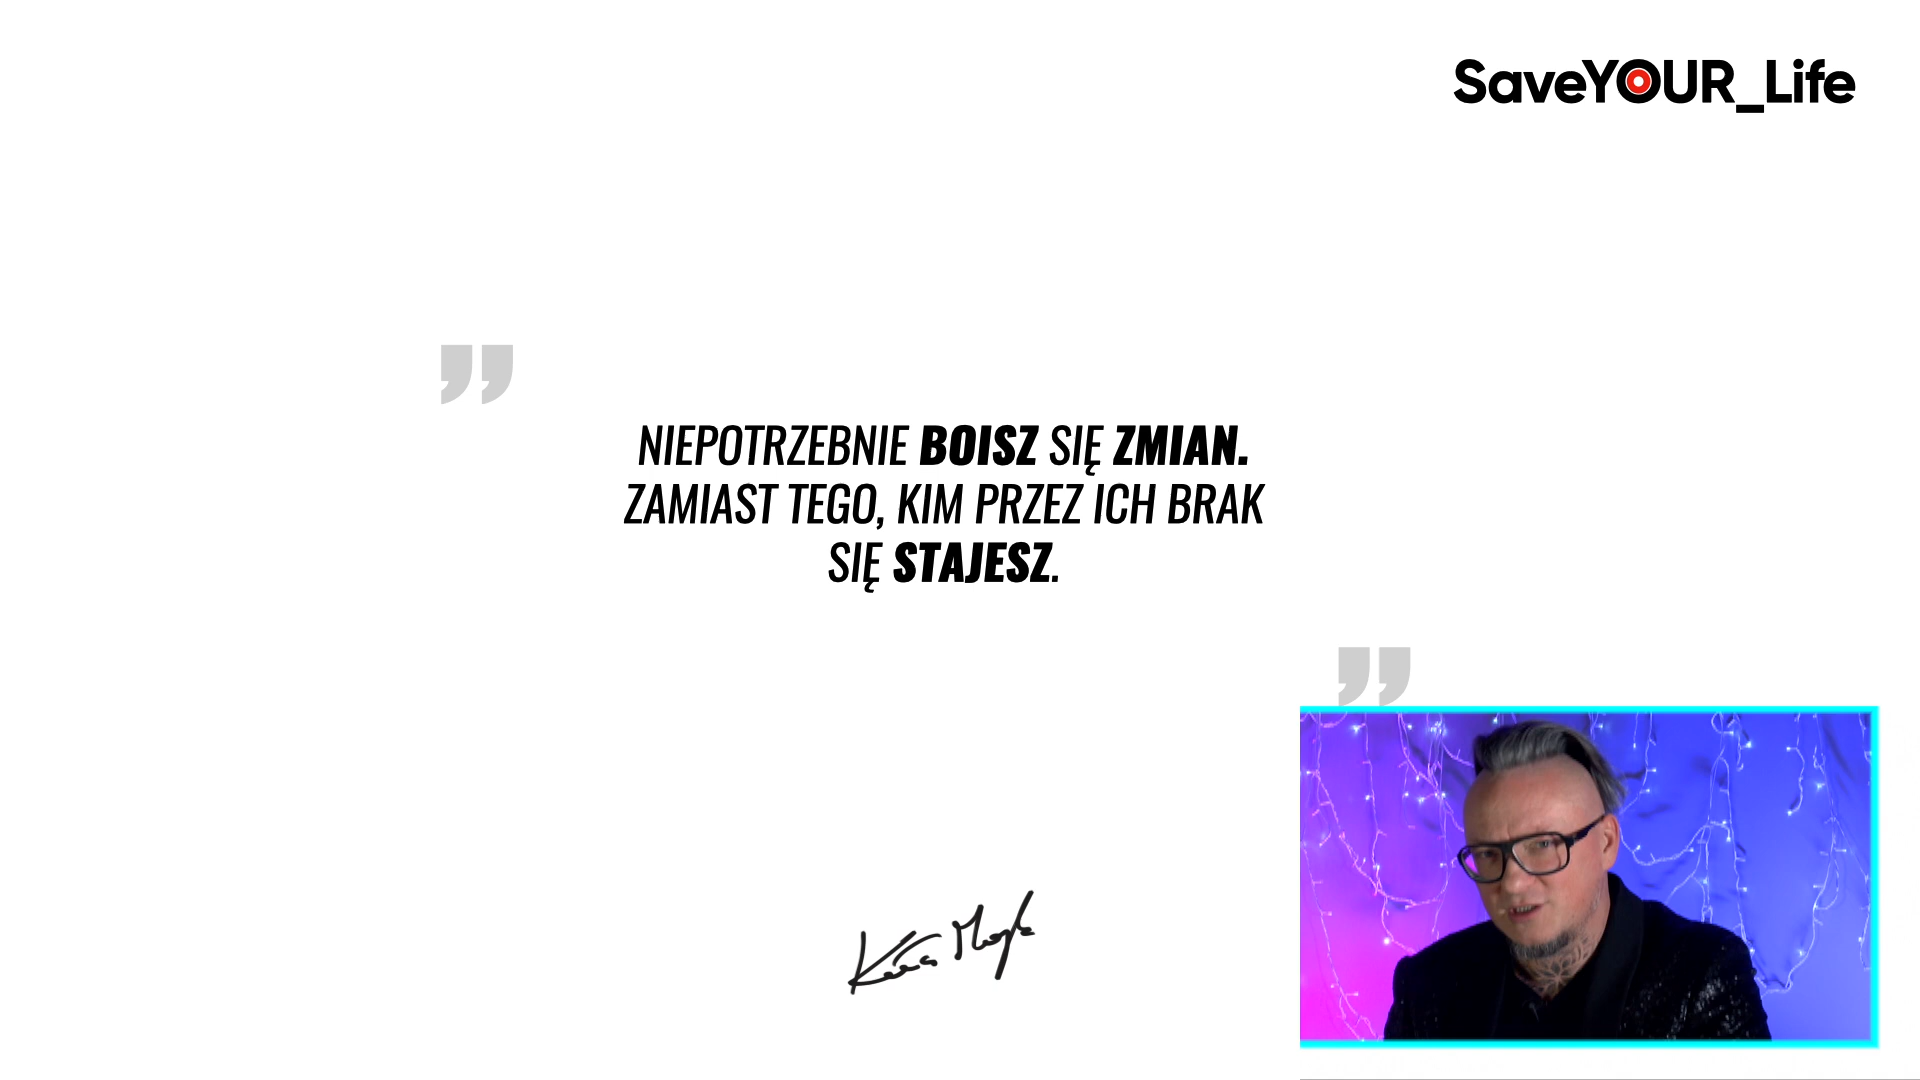 SaveYOUR_Life
”
NIEPOTRZEBNIE BOISZ SIĘ ZMIAN.
ZAMIAST TEGO, KIM PRZEZ ICH BRAK
SIĘ STAJESZ.
”